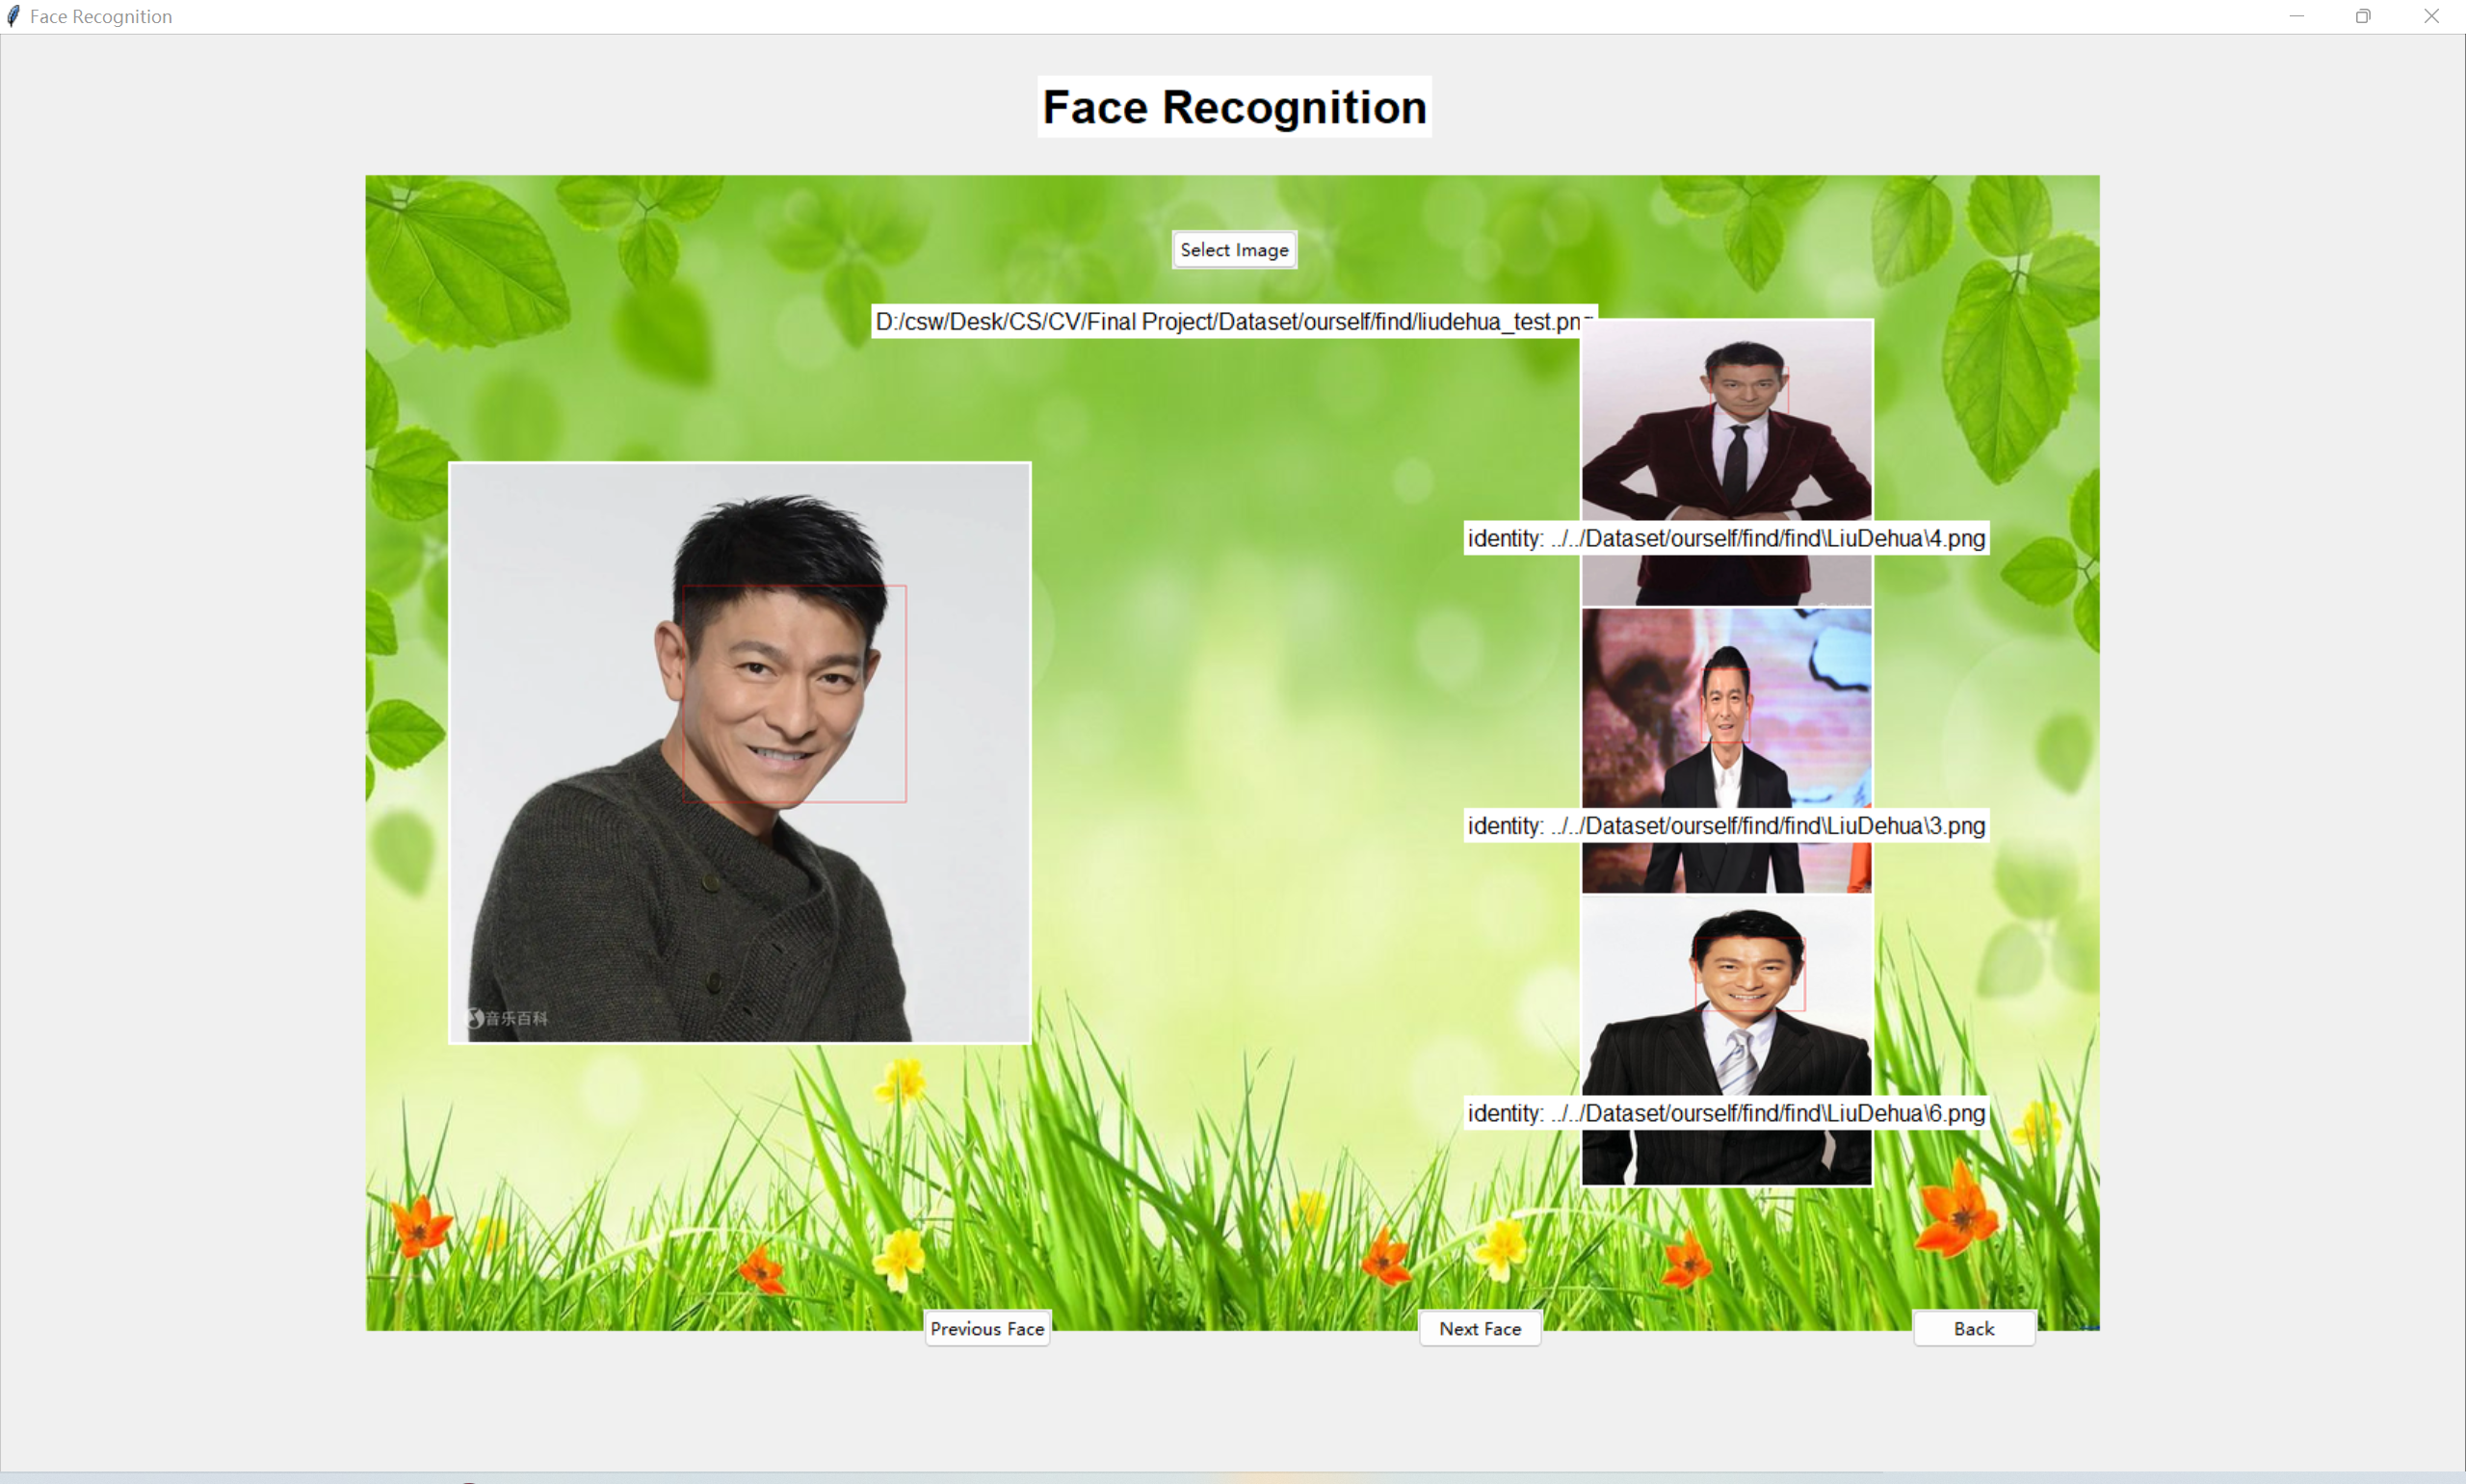 Face Recognition
Face Recognition
Select Image
D:/csw/Desk/CS/CV/Final Project/Dataset/ourself/find/liudehua_test.png
identity: ../../Dataset/ourself/find/find\LiuDehua\4.png
identity: ../../Dataset/ourself/find/find\LiuDehua\3.png
音乐百科
identity: ../../Dataset/ourself/find/find\LiuDehua\6.png
Previous Face
Next Face
Back